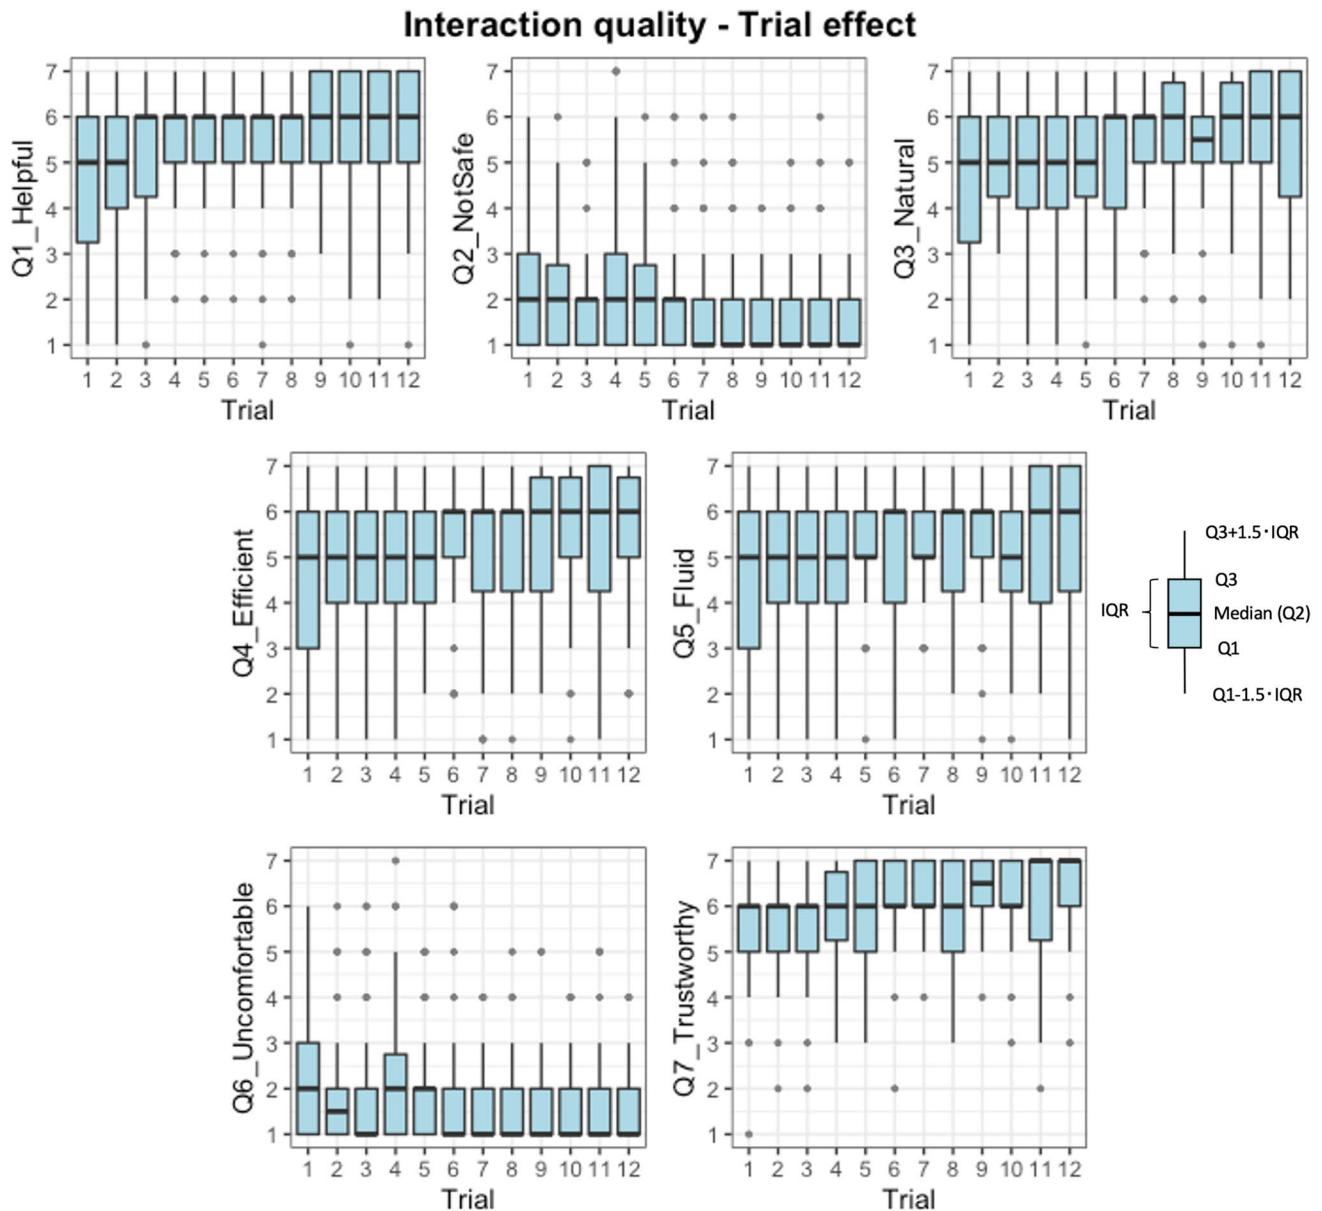 Interaction quality - Trial effect
Q1_Helpful
7
6
5
4
3
2
1
1 2 3 4 5 6 7 8 9 10 11 12
Trial
Q2_NotSafe
7
6
5
4
3
2
1
1 2 3 4 5 6 7 8 9 10 11 12
Trial
Q3_Natural
7
6
5
4
3
2
1
1 2 3 4 5 6 7 8 9 10 11 12
Trial
Q4_Efficient
7
6
5
4
3
2
1
1 2 3 4 5 6 7 8 9 10 11 12
Trial
Q5_Fluid
7
6
5
4
3
2
1
1 2 3 4 5 6 7 8 9 10 11 12
Trial
Q3+1.5·IQR
Q3
IQR
Median (Q2)
Q1
Q1-1.5·IQR
Q6_Uncomfortable
7
6
5
4
3
2
1
1 2 3 4 5 6 7 8 9 10 11 12
Trial
Q7_Trustworthy
7
6
5
4
3
2
1
1 2 3 4 5 6 7 8 9 10 11 12
Trial